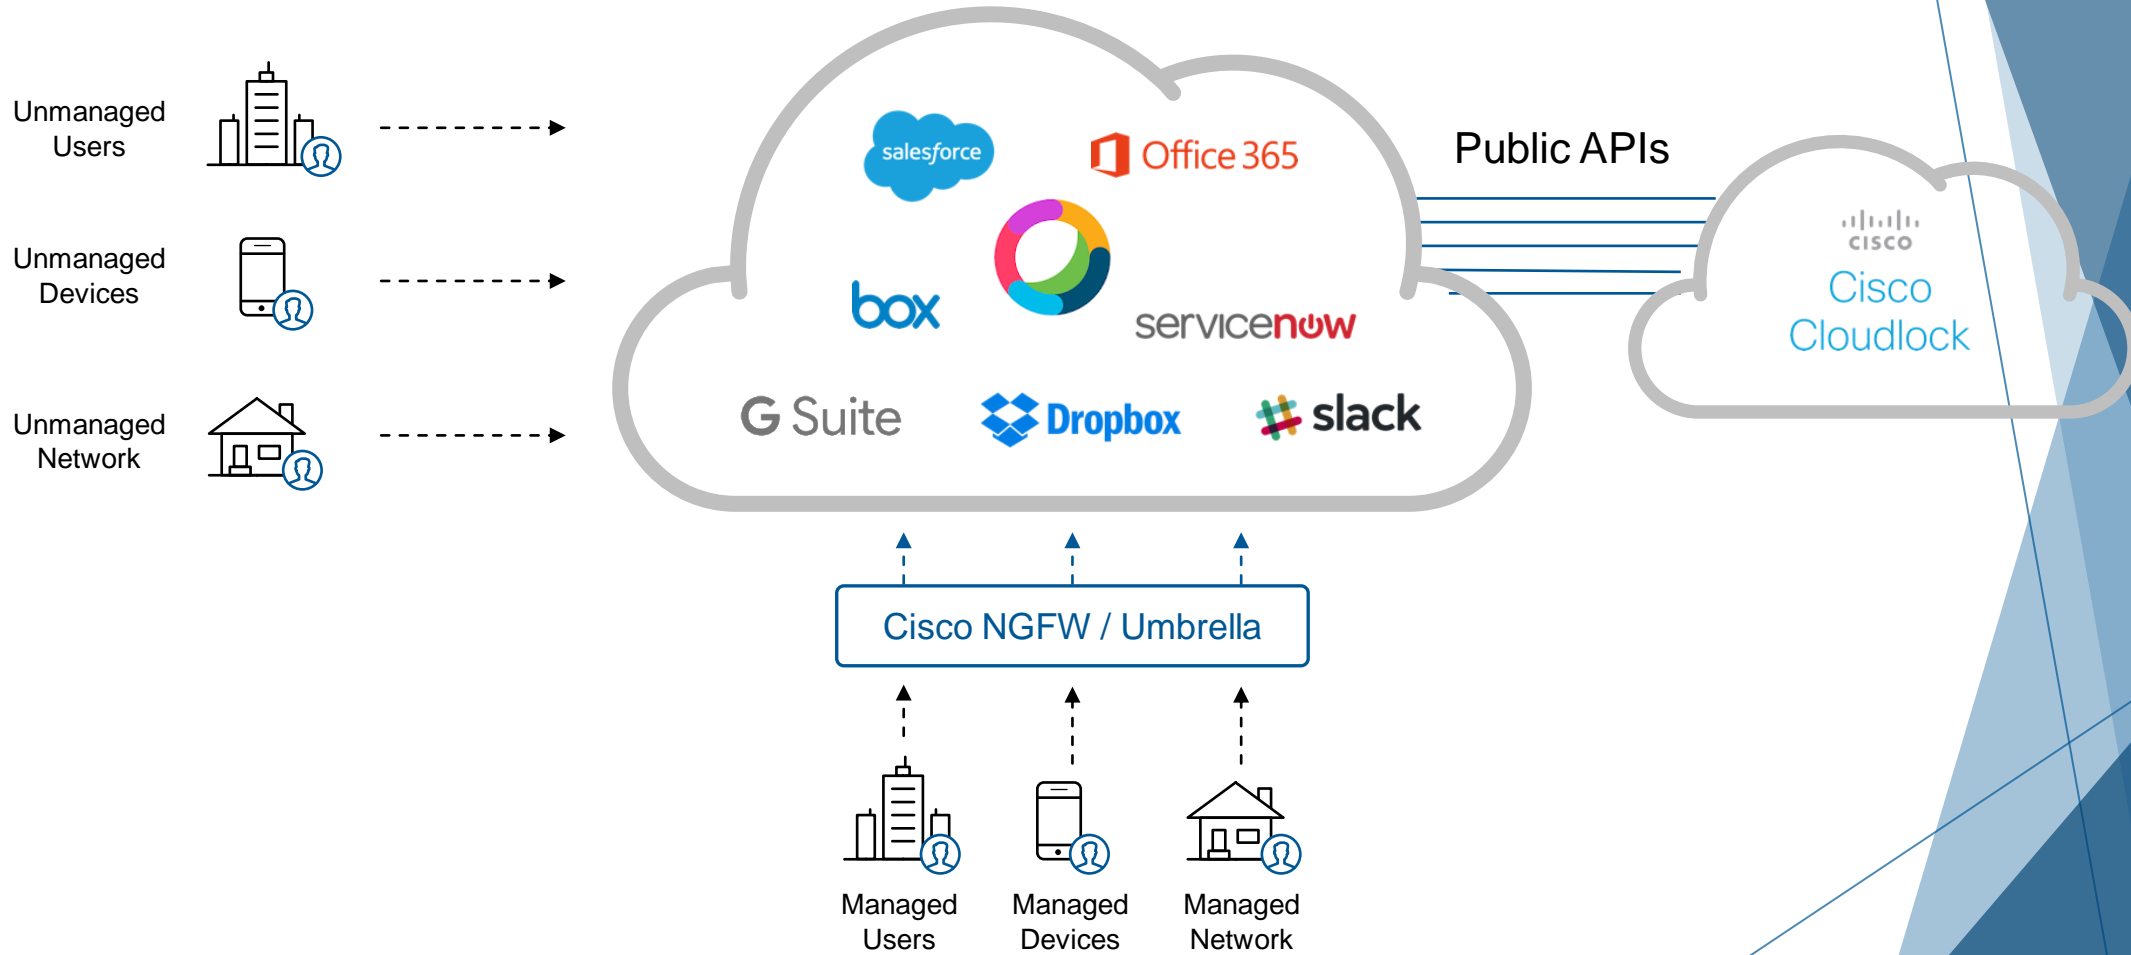 Unmanaged
Users
Unmanaged
Devices
Unmanaged
Network
salesforce
Office 365
box
servicenow
G Suite
Dropbox
slack
Public APIs
CISCO
Cisco
Cloudlock
Cisco NGFW / Umbrella
Managed
Users
Managed
Devices
Managed
Network